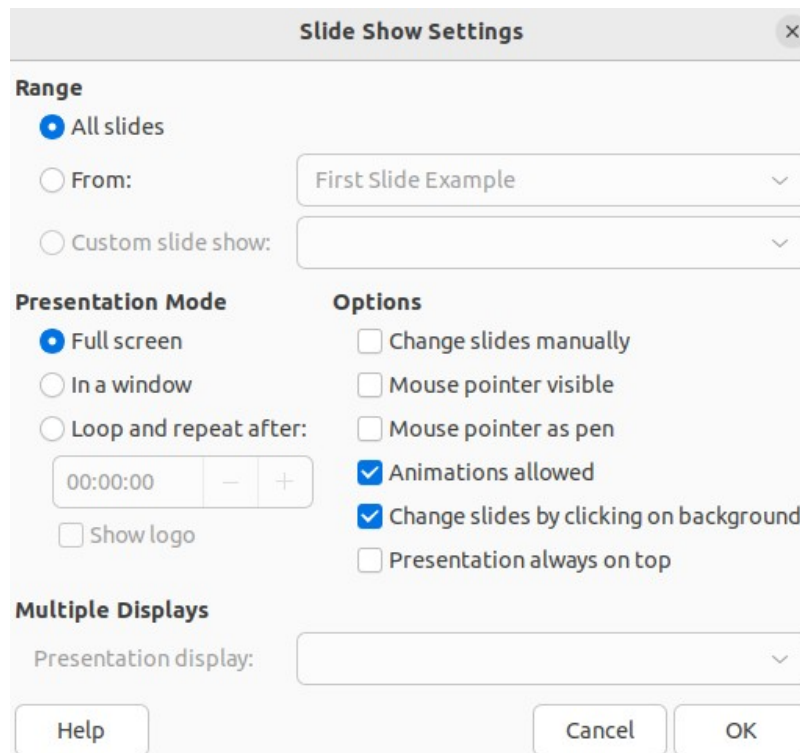 Slide Show Settings
Range
All slides
From: First Slide Example
Custom slide show:
Presentation Mode
Full screen
In a window
Loop and repeat after:
00:00:00 − +
Show logo
Options
Change slides manually
Mouse pointer visible
Mouse pointer as pen
Animations allowed
Change slides by clicking on background
Presentation always on top
Multiple Displays
Presentation display:
Help Cancel OK